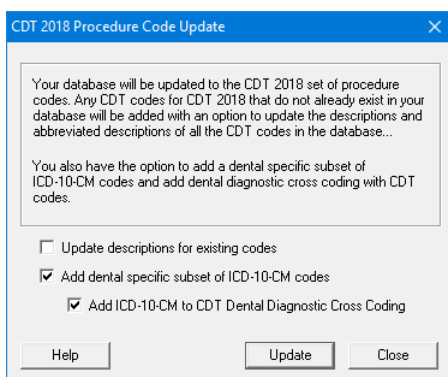 CDT 2018 Procedure Code Update
Your database will be updated to the CDT 2018 set of procedure
codes. Any CDT codes for CDT 2018 that do not already exist in your
database will be added with an option to update the descriptions and
abbreviated descriptions of all the CDT codes in the database...
You also have the option to add a dental specific subset of
ICD-10-CM codes and add dental diagnostic cross coding with CDT
codes.
Update descriptions for existing codes
Add dental specific subset of ICD-10-CM codes
Add ICD-10-CM to CDT Dental Diagnostic Cross Coding
Help Update Close